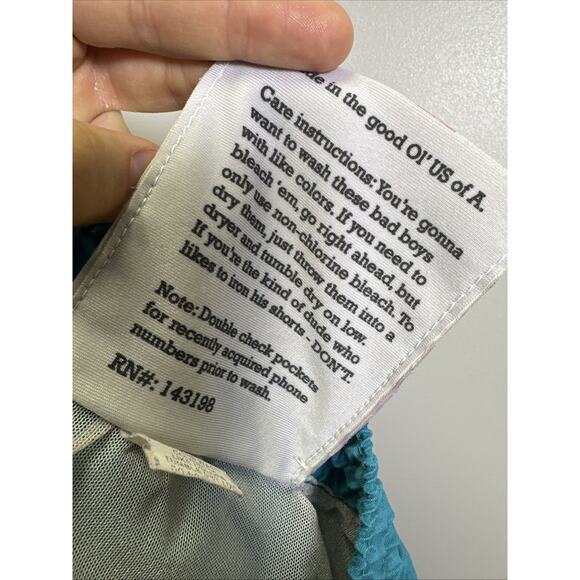 in the good Ol' US of A.
Care instructions: You're gonna
want to wash these bad boys
with like colors. If you need to
bleach 'em, go right ahead, but
only use non-chlorine bleach. To
dry them, just throw them into a
dryer and tumble dry on low.
If you're the kind of dude who
likes to iron his shorts - DON'T.
Note: Double check pockets
for recently acquired phone
numbers prior to wash.
RN#: 143198